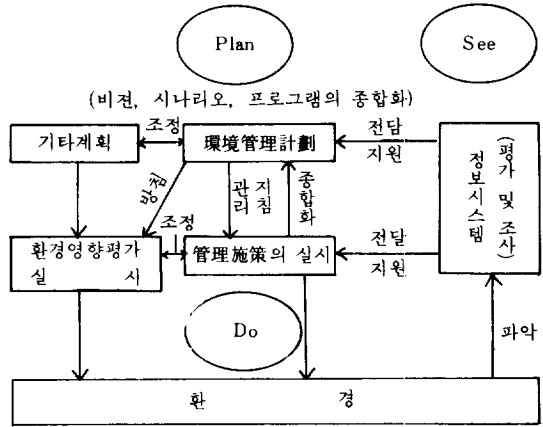 Plan
See
(비젼, 시나리오, 프로그램의 종합화)
기타계획
조정
環境管理計劃
전담
지원
방침
관리
지침
종합화
정보시스템
(평가 및 조사)
환경영향평가
실 사
조정
管理施策의 실시
전달
지원
Do
파악
환 경